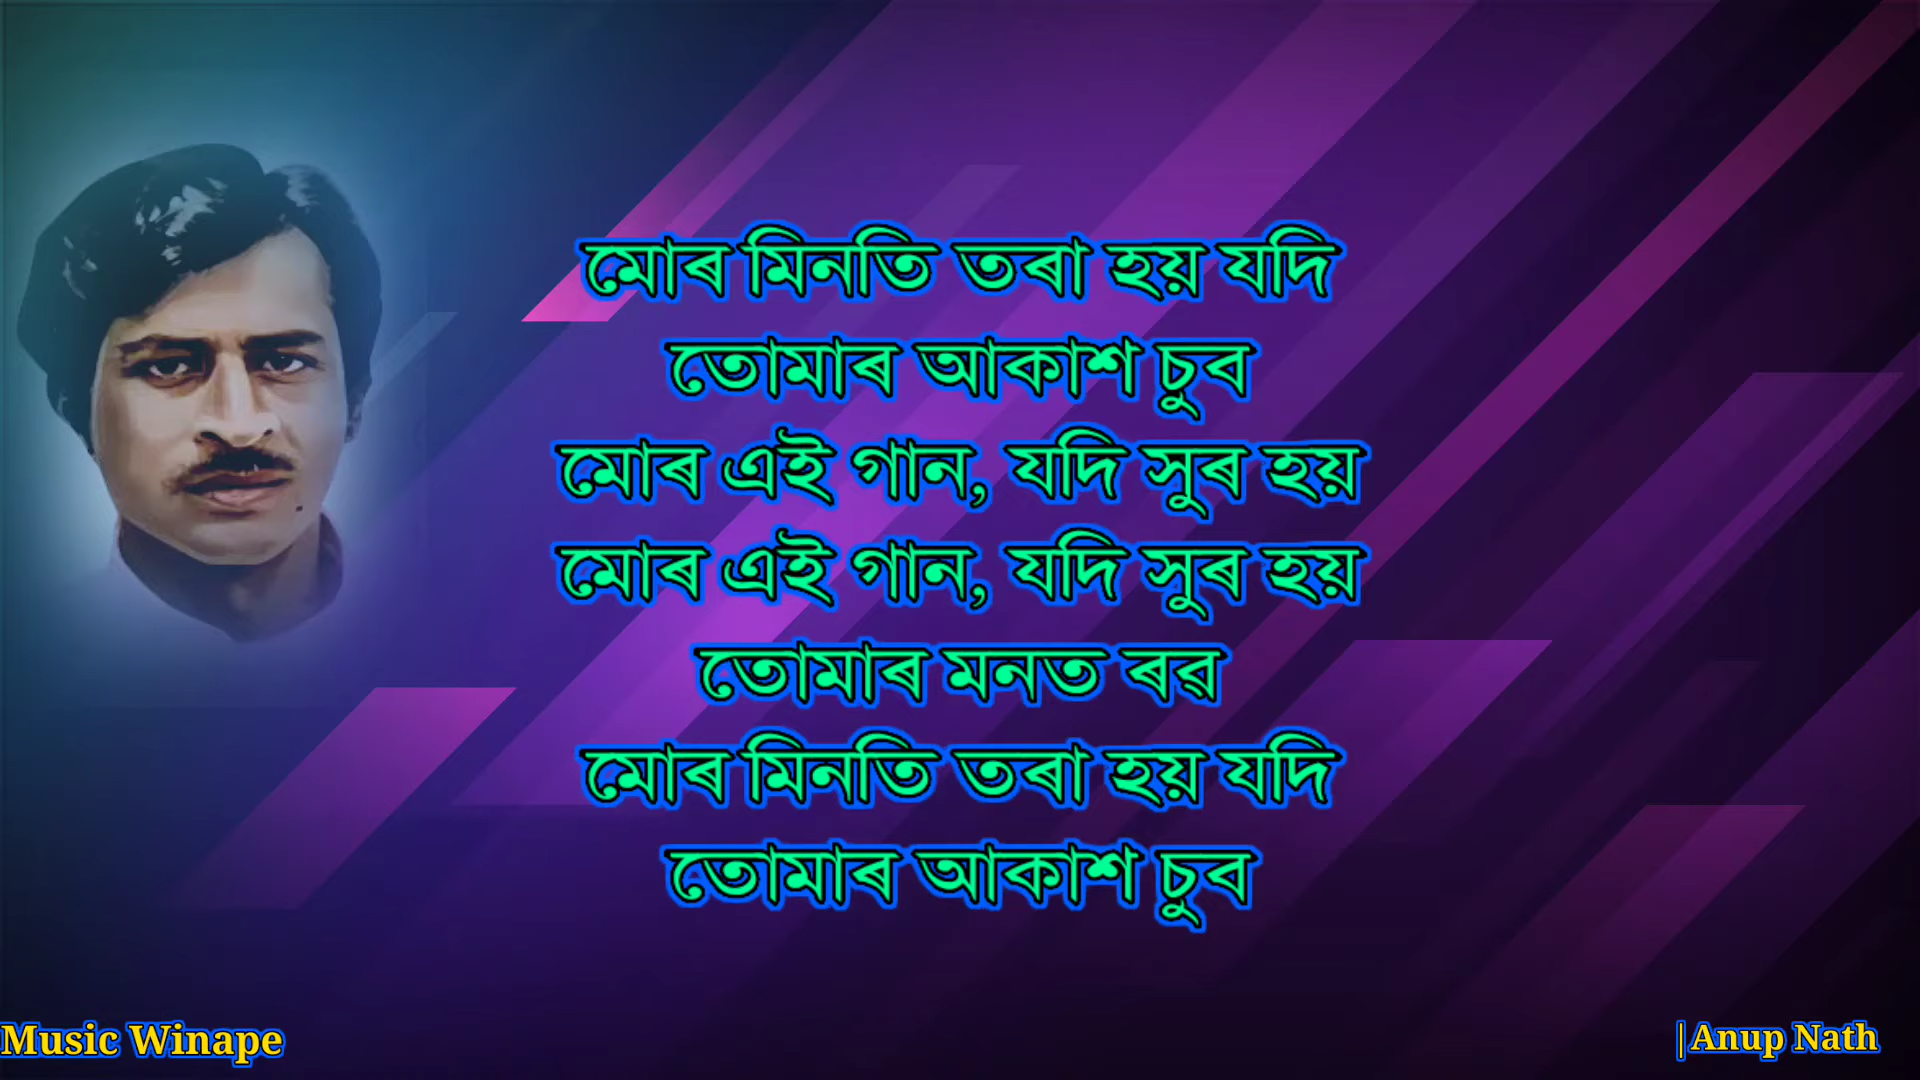 মোৰ মিনতি তৰা হয় যদি
তোমাৰ আকাশ চুব
মোৰ এই গান, যদি সুৰ হয়
মোৰ এই গান, যদি সুৰ হয়
তোমাৰ মনত ৰৱ
মোৰ মিনতি তৰা হয় যদি
তোমাৰ আকাশ চুব
Music Winape
|Anup Nath